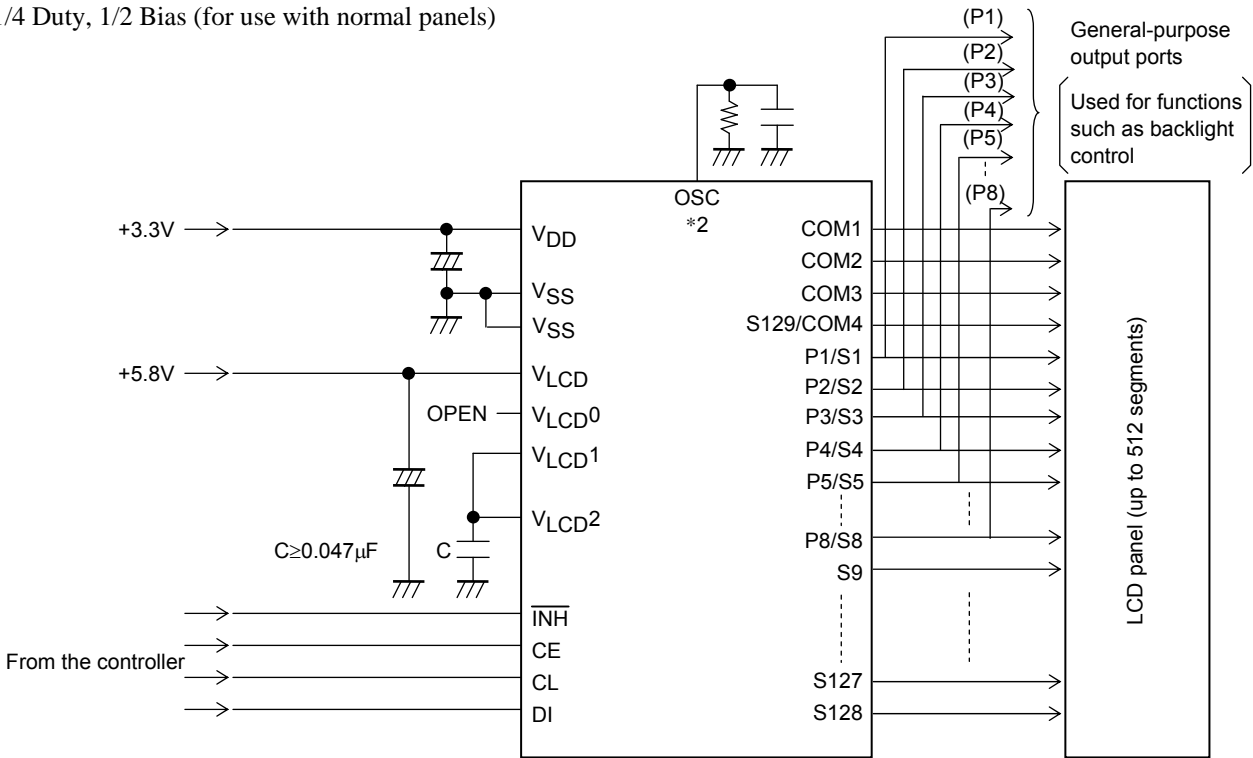 /4 Duty, 1/2 Bias (for use with normal panels)
(P1)
(P2)
(P3)
(P4)
(P5)
(P8)
General-purpose
output ports
Used for functions
such as backlight
control
OSC
*2
+3.3V
VDD
VSS
VSS
+5.8V
VLCD
OPEN
VLCD0
VLCD1
VLCD2
C≥0.047μF
C
From the controller
INH
CE
CL
DI
COM1
COM2
COM3
S129/COM4
P1/S1
P2/S2
P3/S3
P4/S4
P5/S5
P8/S8
S9
S127
S128
LCD panel (up to 512 segments)